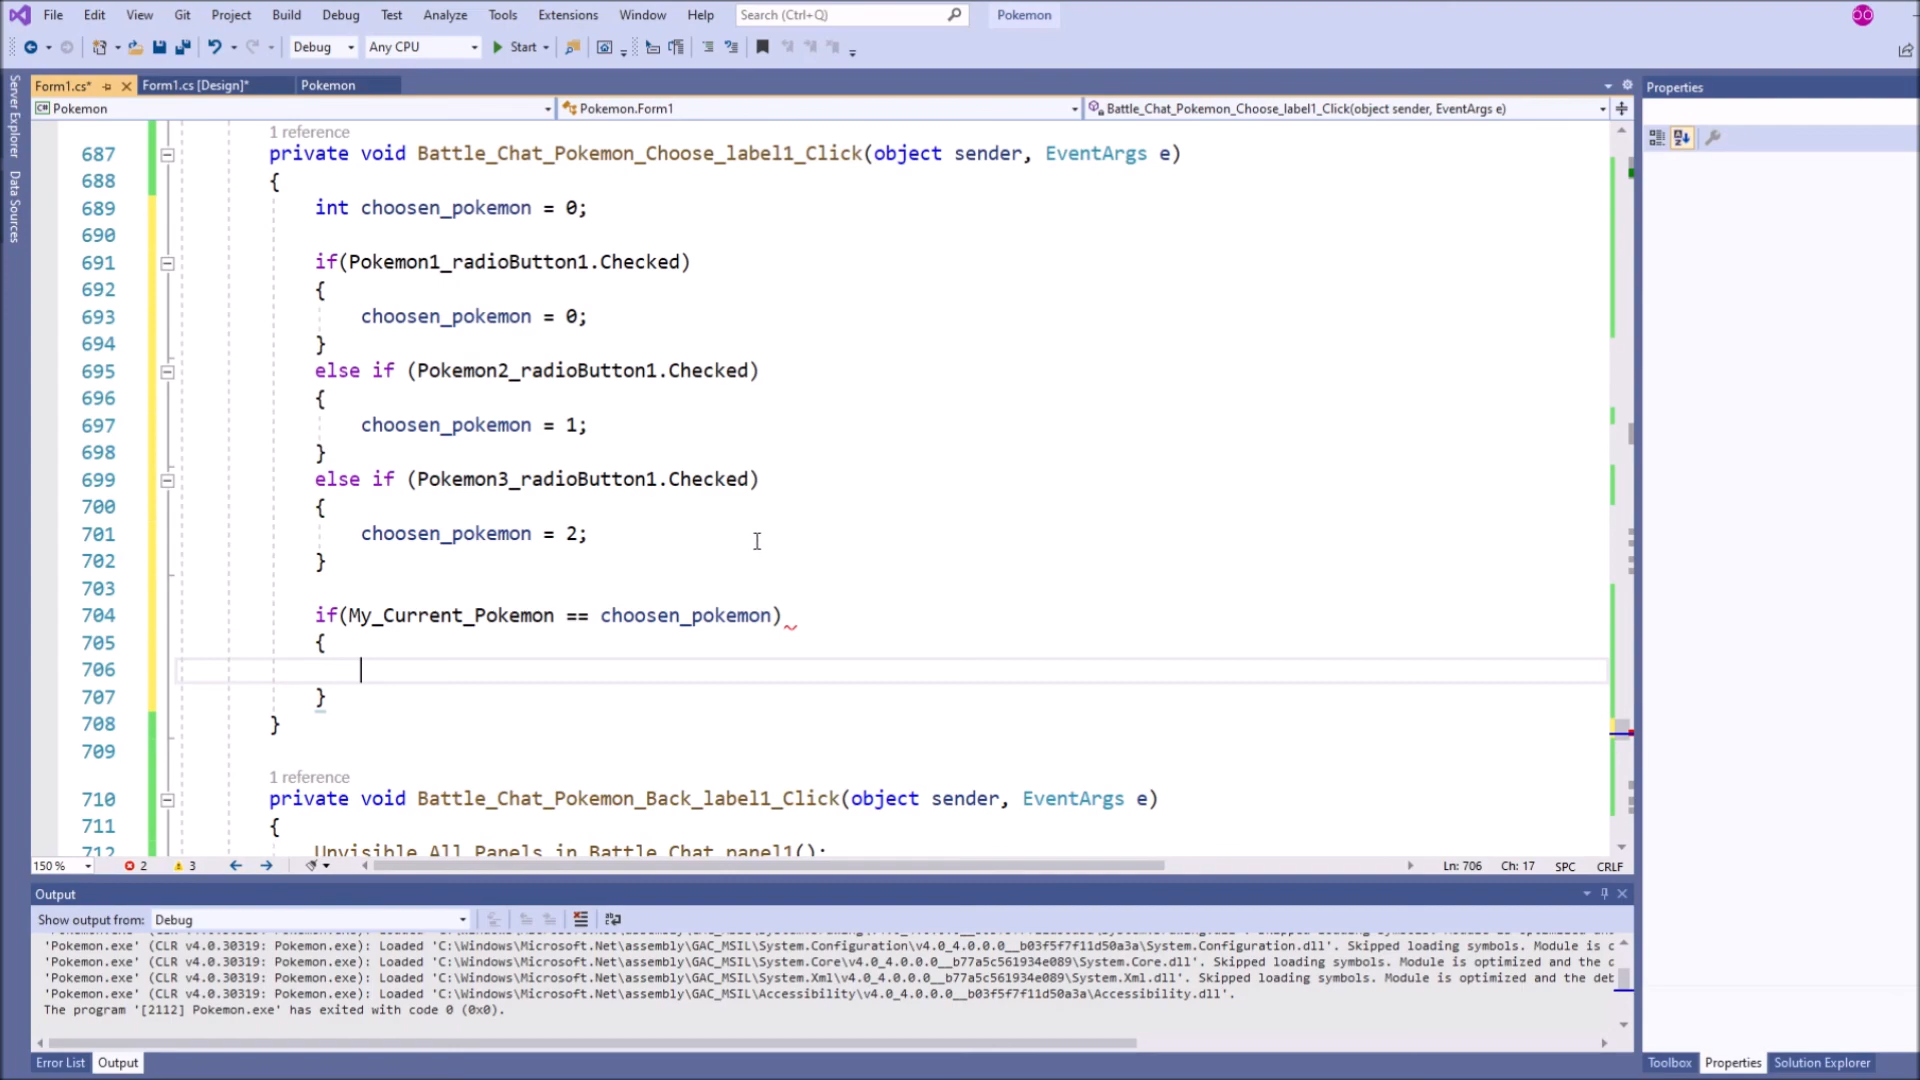 File Edit View Git Project Build Debug Test Analyze Tools Extensions Window Help Search (Ctrl+Q) Pokemon
Debug Any CPU Start
Form1.cs* Form1.cs [Design]* Pokemon
Pokemon Pokemon.Form1 Battle_Chat_Pokemon_Choose_label1_Click(object sender, EventArgs e)
Server Explorer
Data Sources
1 reference
687 private void Battle_Chat_Pokemon_Choose_label1_Click(object sender, EventArgs e)
688 {
689 int choosen_pokemon = 0;
690
691 if(Pokemon1_radioButton1.Checked)
692 {
693 choosen_pokemon = 0;
694 }
695 else if (Pokemon2_radioButton1.Checked)
696 {
697 choosen_pokemon = 1;
698 }
699 else if (Pokemon3_radioButton1.Checked)
700 {
701 choosen_pokemon = 2;
702 }
703
704 if(My_Current_Pokemon == choosen_pokemon)
705 {
706
707 }
708 }
709
1 reference
710 private void Battle_Chat_Pokemon_Back_label1_Click(object sender, EventArgs e)
711 {
712 Unvisible_All_Panels_in_Battle_Chat_panel1();
150 % 2 3 Ln: 706 Ch: 17 SPC CRLF
Output
Show output from: Debug
'Pokemon.exe' (CLR v4.0.30319: Pokemon.exe): Loaded 'C:\Windows\Microsoft.Net\assembly\GAC_MSIL\System.Configuration\v4.0_4.0.0.0__b03f5f7f11d50a3a\System.Configuration.dll'. Skipped loading symbols. Module is c
'Pokemon.exe' (CLR v4.0.30319: Pokemon.exe): Loaded 'C:\Windows\Microsoft.Net\assembly\GAC_MSIL\System.Core\v4.0_4.0.0.0__b77a5c561934e089\System.Core.dll'. Skipped loading symbols. Module is optimized and the d
'Pokemon.exe' (CLR v4.0.30319: Pokemon.exe): Loaded 'C:\Windows\Microsoft.Net\assembly\GAC_MSIL\System.Xml\v4.0_4.0.0.0__b77a5c561934e089\System.Xml.dll'. Skipped loading symbols. Module is optimized and the deb
'Pokemon.exe' (CLR v4.0.30319: Pokemon.exe): Loaded 'C:\Windows\Microsoft.Net\assembly\GAC_MSIL\Accessibility\v4.0_4.0.0.0__b03f5f7f11d50a3a\Accessibility.dll'.
The program '[2112] Pokemon.exe' has exited with code 0 (0x0).
Error List Output
Properties
Toolbox Properties Solution Explorer